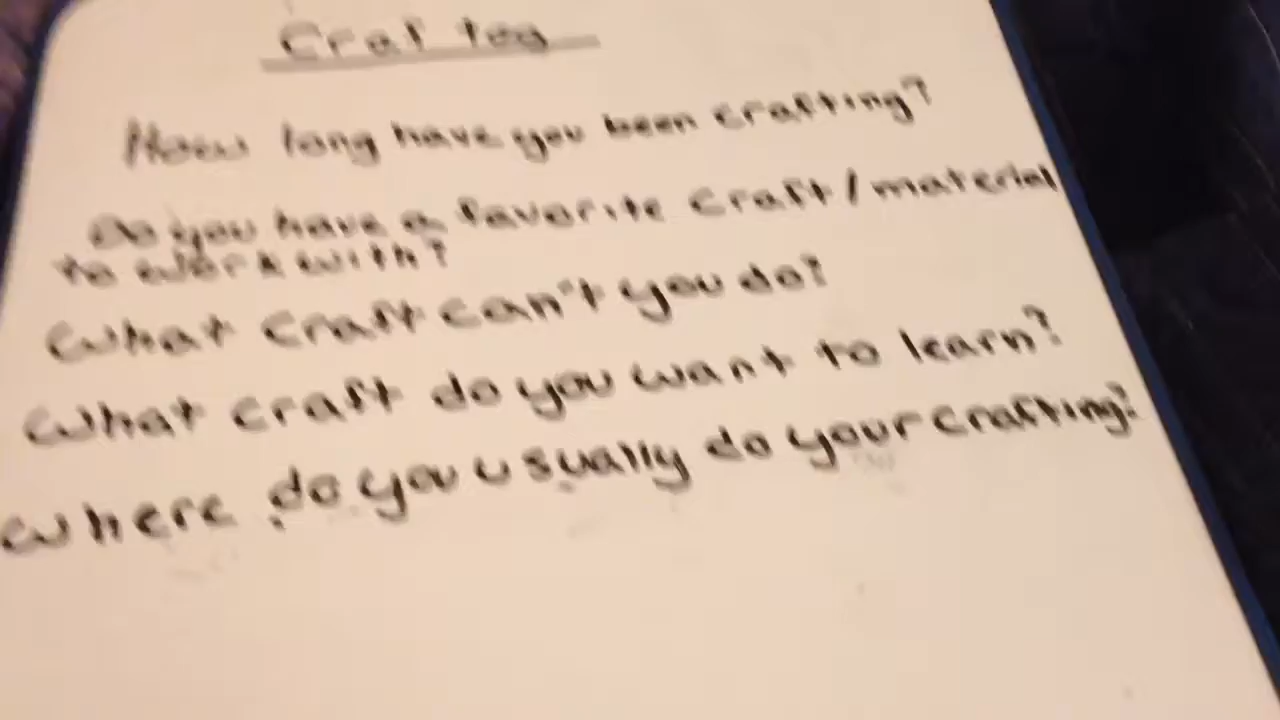 Craft tag
How long have you been crafting?
Do you have a favorite craft/material
to work with?
What craft can't you do?
What craft do you want to learn?
Where do you usually do your crafting?